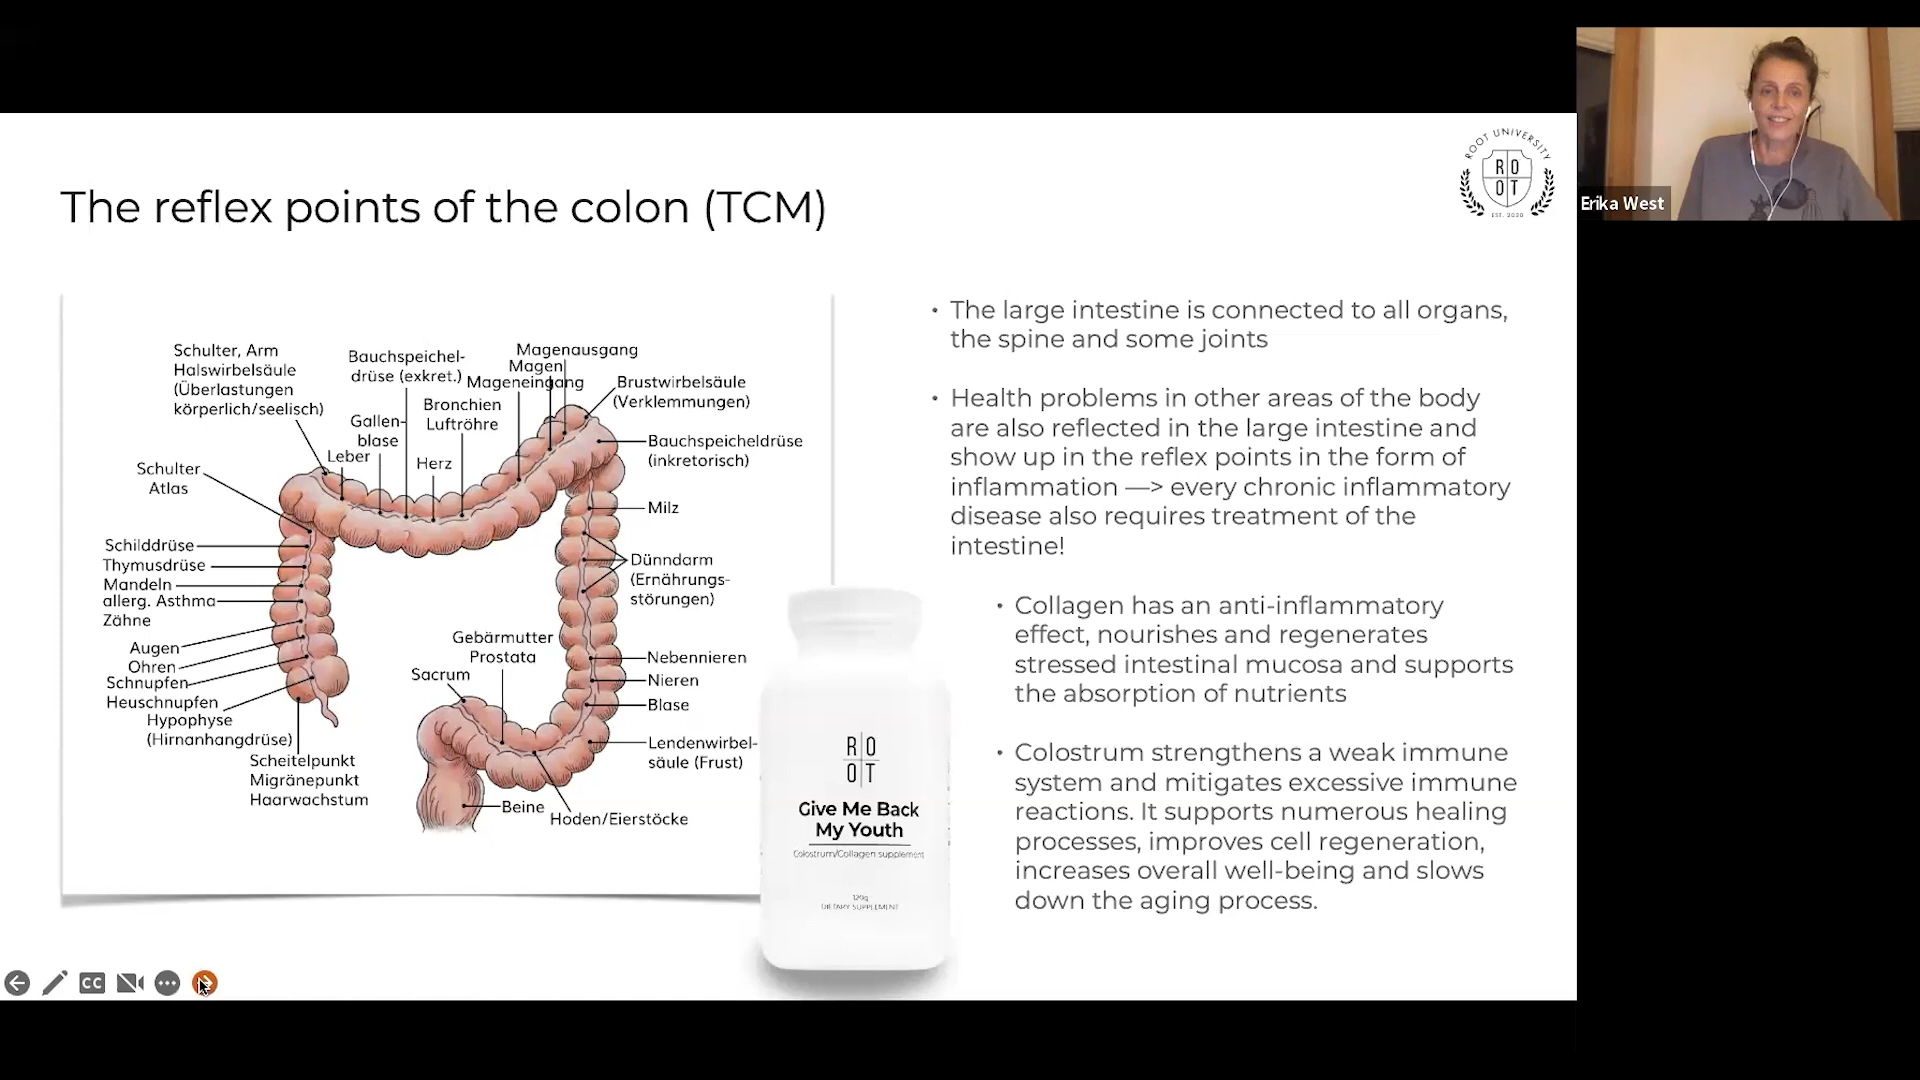 Erika West
ROOT UNIVERSITY
RO
OT
EST. 2020
The reflex points of the colon (TCM)
Schulter, Arm
Halswirbelsäule
(Überlastungen
körperlich/seelisch)
Bauchspeichel-
drüse (exkret.)
Magenausgang
Magen
Mageneingang
Brustwirbelsäule
(Verklemmungen)
Bronchien
Luftröhre
Gallen-
blase
Leber
Herz
Bauchspeicheldrüse
(inkretorisch)
Schulter
Atlas
Milz
Schilddrüse
Thymusdrüse
Mandeln
allerg. Asthma
Zähne
Dünndarm
(Ernährungs-
störungen)
Augen
Ohren
Schnupfen
Heuschnupfen
Hypophyse
(Hirnanhangdrüse)
Gebärmutter
Prostata
Sacrum
Nebennieren
Nieren
Blase
Lendenwirbel-
säule (Frust)
Scheitelpunkt
Migränepunkt
Haarwachstum
Beine
Hoden/Eierstöcke
• The large intestine is connected to all organs,
the spine and some joints
• Health problems in other areas of the body
are also reflected in the large intestine and
show up in the reflex points in the form of
inflammation —> every chronic inflammatory
disease also requires treatment of the
intestine!
• Collagen has an anti-inflammatory
effect, nourishes and regenerates
stressed intestinal mucosa and supports
the absorption of nutrients
• Colostrum strengthens a weak immune
system and mitigates excessive immune
reactions. It supports numerous healing
processes, improves cell regeneration,
increases overall well-being and slows
down the aging process.
RO
OT
Give Me Back
My Youth
Colostrum/Collagen supplement
120g
DIETARY SUPPLEMENT
CC